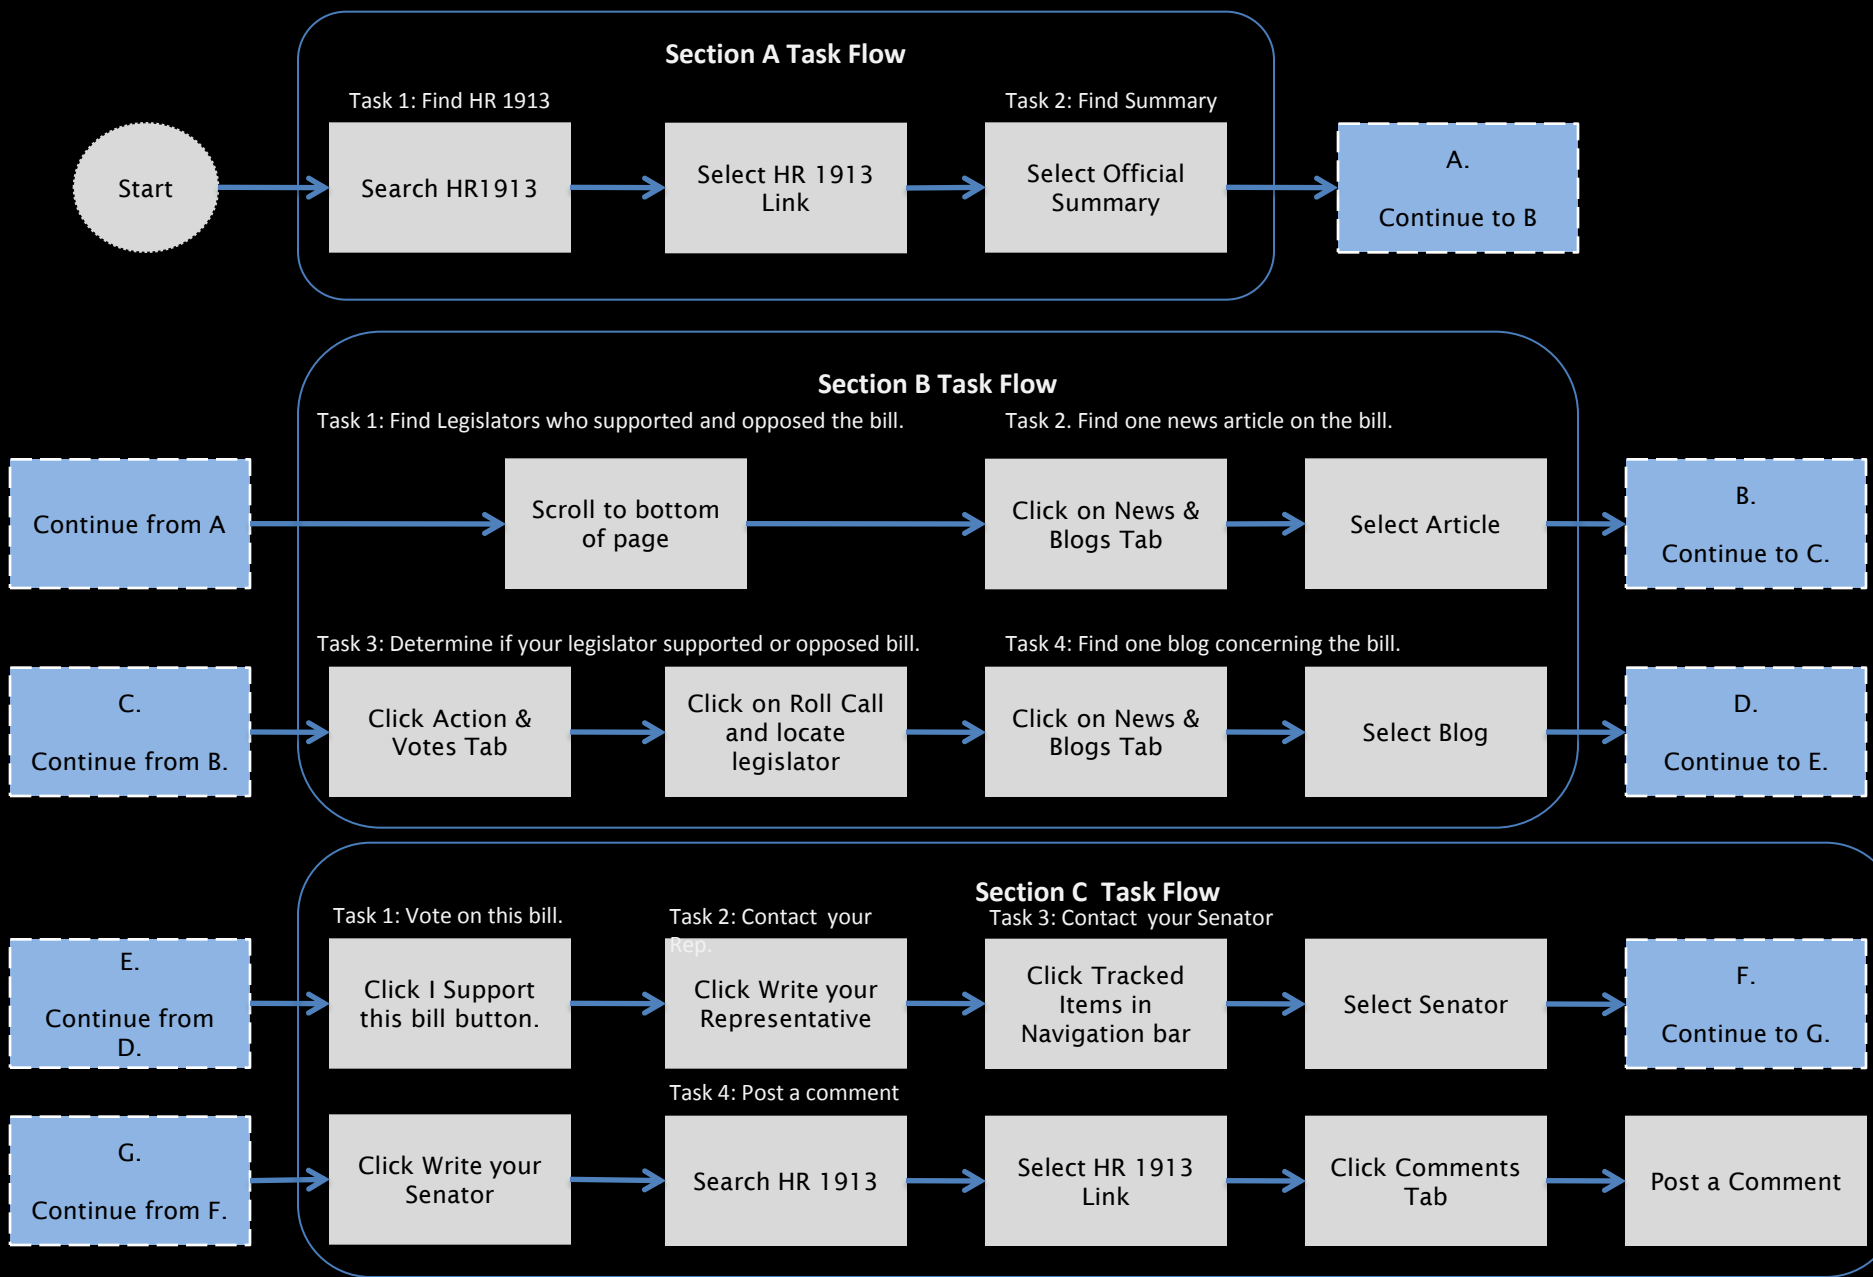 Section A Task Flow
Task 1: Find HR 1913
Task 2: Find Summary
Start
Search HR1913
Select HR 1913
Link
Select Official
Summary
A.
Continue to B
Section B Task Flow
Task 1: Find Legislators who supported and opposed the bill.
Task 2. Find one news article on the bill.
Continue from A
Scroll to bottom
of page
Click on News &
Blogs Tab
Select Article
B.
Continue to C.
Task 3: Determine if your legislator supported or opposed bill.
Task 4: Find one blog concerning the bill.
C.
Continue from B.
Click Action &
Votes Tab
Click on Roll Call
and locate
legislator
Click on News &
Blogs Tab
Select Blog
D.
Continue to E.
Section C  Task Flow
Task 1: Vote on this bill.
Task 2: Contact  your
Rep.
Task 3: Contact  your Senator
E.
Continue from
D.
Click I Support
this bill button.
Click Write your
Representative
Click Tracked
Items in
Navigation bar
Select Senator
F.
Continue to G.
Task 4: Post a comment
G.
Continue from F.
Click Write your
Senator
Search HR 1913
Select HR 1913
Link
Click Comments
Tab
Post a Comment